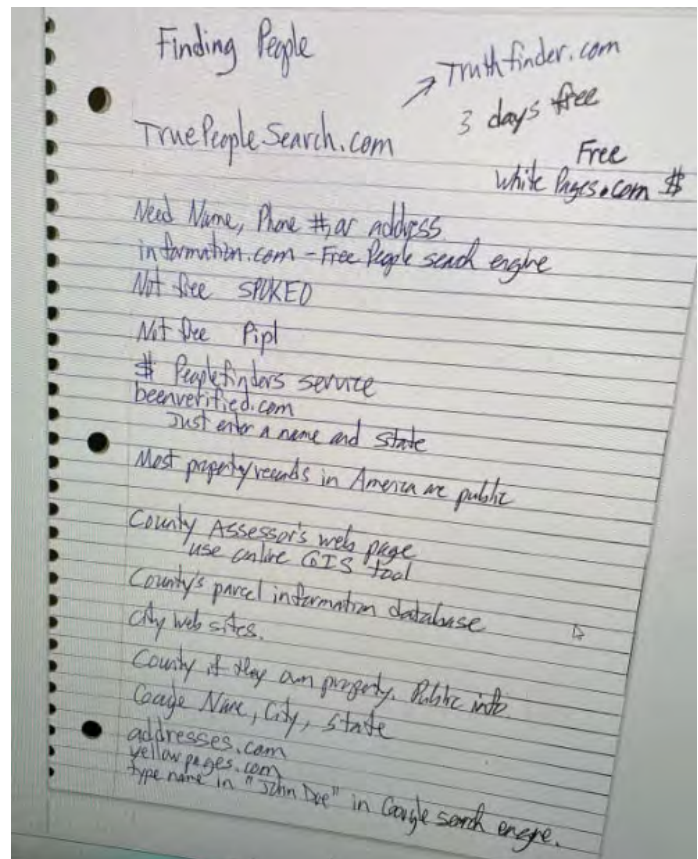 Finding People
Truthfinder.com
3 days free
TruePeopleSearch.com
Free
White Pages.com $
Need Name, Phone #, or address
information.com - Free People search engine
Not free SPOKEO
Not free Pipl
$ Peoplefinders service
beenverified.com
Just enter a name and state
Most property records in America are public
County Assessor's web page
use online GIS tool
County's parcel information database
City web sites.
County if they own property. Public info.
Google Name, City, State
addresses.com
yellowpages.com
type name in "John Doe" in Google search engine.